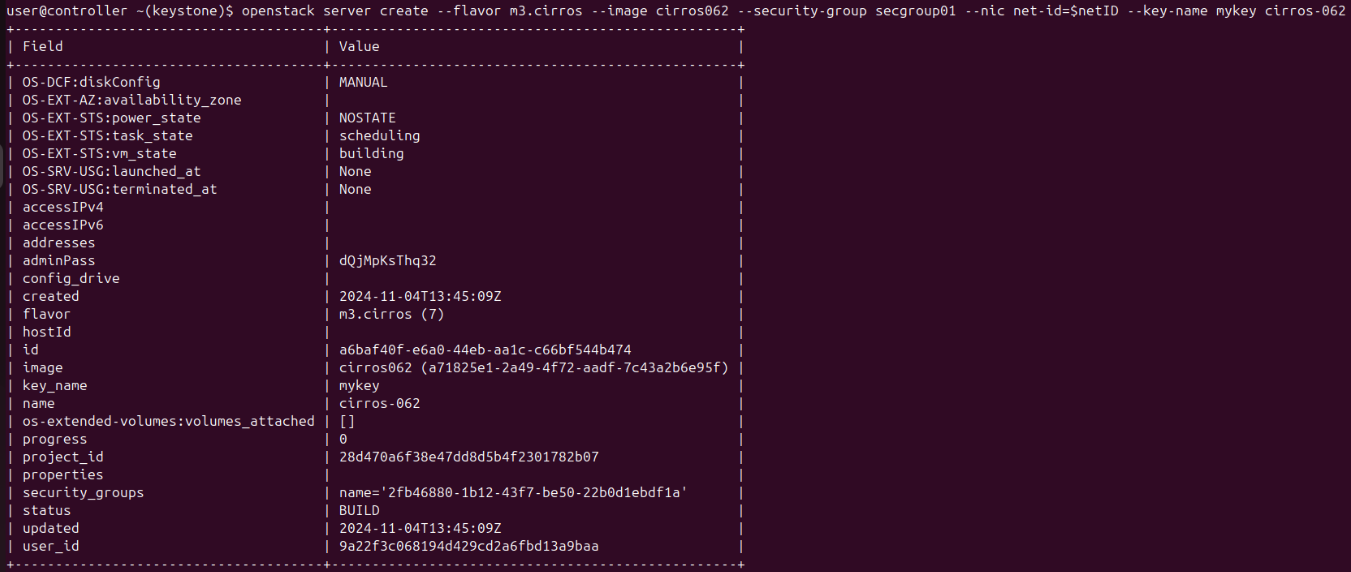 user@controller ~(keystone)$ openstack server create --flavor m3.cirros --image cirros062 --security-group secgroup01 --nic net-id=$netID --key-name mykey cirros-062
+--------------------------------------+--------------------------------------------------+
| Field                                | Value                                            |
+--------------------------------------+--------------------------------------------------+
| OS-DCF:diskConfig                    | MANUAL                                           |
| OS-EXT-AZ:availability_zone          |                                                  |
| OS-EXT-STS:power_state               | NOSTATE                                          |
| OS-EXT-STS:task_state                | scheduling                                       |
| OS-EXT-STS:vm_state                  | building                                         |
| OS-SRV-USG:launched_at               | None                                             |
| OS-SRV-USG:terminated_at             | None                                             |
| accessIPv4                           |                                                  |
| accessIPv6                           |                                                  |
| addresses                            |                                                  |
| adminPass                            | dQjMpKsThq32                                     |
| config_drive                         |                                                  |
| created                              | 2024-11-04T13:45:09Z                             |
| flavor                               | m3.cirros (7)                                    |
| hostId                               |                                                  |
| id                                   | a6baf40f-e6a0-44eb-aa1c-c66bf544b474             |
| image                                | cirros062 (a71825e1-2a49-4f72-aadf-7c43a2b6e95f) |
| key_name                             | mykey                                            |
| name                                 | cirros-062                                       |
| os-extended-volumes:volumes_attached | []                                               |
| progress                             | 0                                                |
| project_id                           | 28d470a6f38e47dd8d5b4f2301782b07                 |
| properties                           |                                                  |
| security_groups                      | name='2fb46880-1b12-43f7-be50-22b0d1ebdf1a'      |
| status                               | BUILD                                            |
| updated                              | 2024-11-04T13:45:09Z                             |
| user_id                              | 9a22f3c068194d429cd2a6fbd13a9baa                 |
+--------------------------------------+--------------------------------------------------+